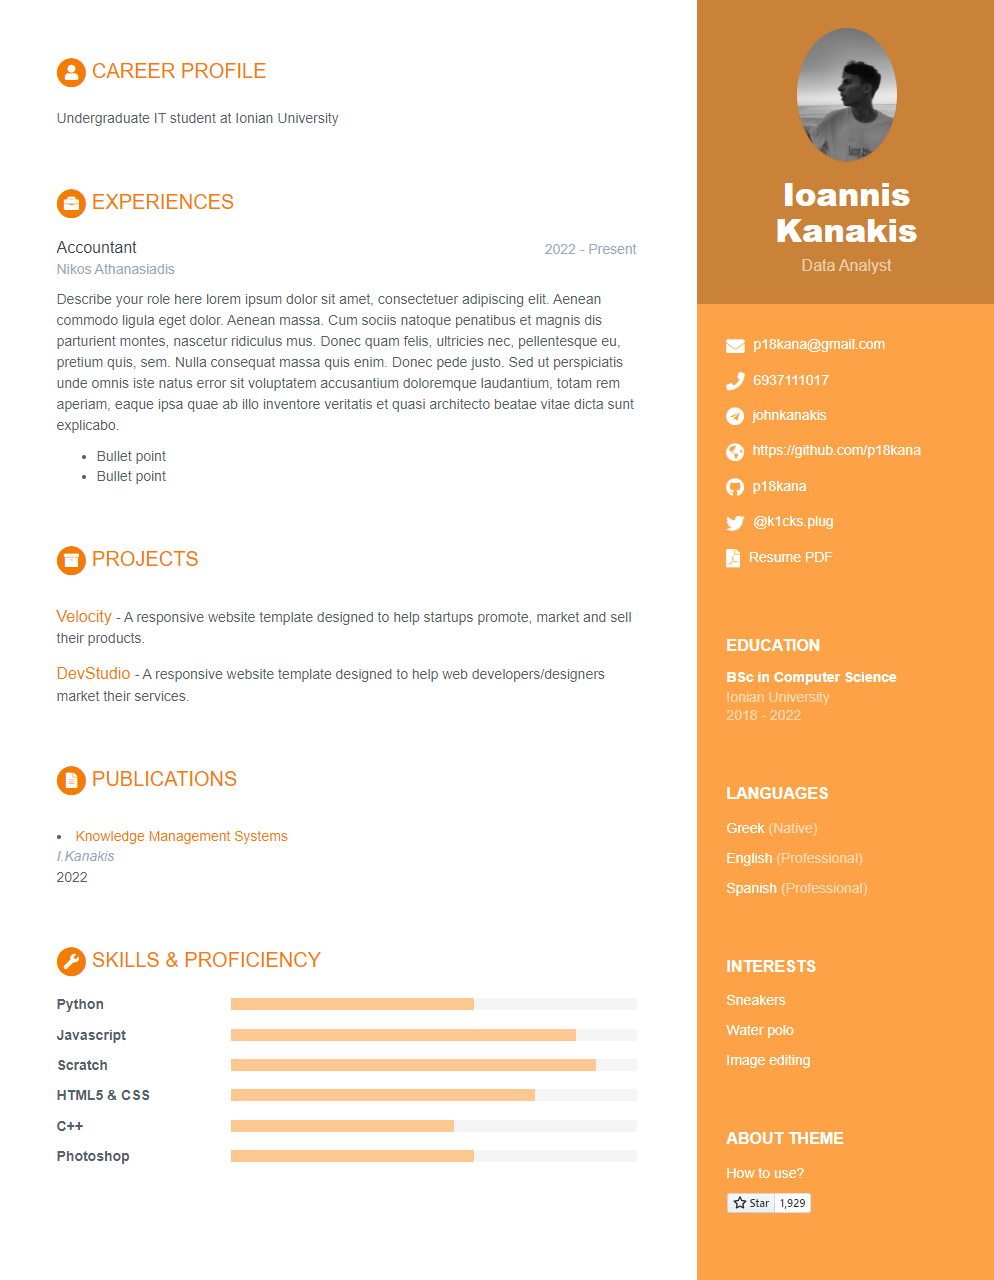 CAREER PROFILE
Undergraduate IT student at Ionian University
EXPERIENCES
Accountant
2022 - Present
Nikos Athanasiadis
Describe your role here lorem ipsum dolor sit amet, consectetuer adipiscing elit. Aenean
commodo ligula eget dolor. Aenean massa. Cum sociis natoque penatibus et magnis dis
parturient montes, nascetur ridiculus mus. Donec quam felis, ultricies nec, pellentesque eu,
pretium quis, sem. Nulla consequat massa quis enim. Donec pede justo. Sed ut perspiciatis
unde omnis iste natus error sit voluptatem accusantium doloremque laudantium, totam rem
aperiam, eaque ipsa quae ab illo inventore veritatis et quasi architecto beatae vitae dicta sunt
explicabo.
• Bullet point
• Bullet point
PROJECTS
Velocity - A responsive website template designed to help startups promote, market and sell
their products.
DevStudio - A responsive website template designed to help web developers/designers
market their services.
PUBLICATIONS
• Knowledge Management Systems
I.Kanakis
2022
SKILLS & PROFICIENCY
Python
Javascript
Scratch
HTML5 & CSS
C++
Photoshop
Ioannis
Kanakis
Data Analyst
p18kana@gmail.com
6937111017
johnkanakis
https://github.com/p18kana
p18kana
@k1cks.plug
Resume PDF
EDUCATION
BSc in Computer Science
Ionian University
2018 - 2022
LANGUAGES
Greek (Native)
English (Professional)
Spanish (Professional)
INTERESTS
Sneakers
Water polo
Image editing
ABOUT THEME
How to use?
Star 1,929